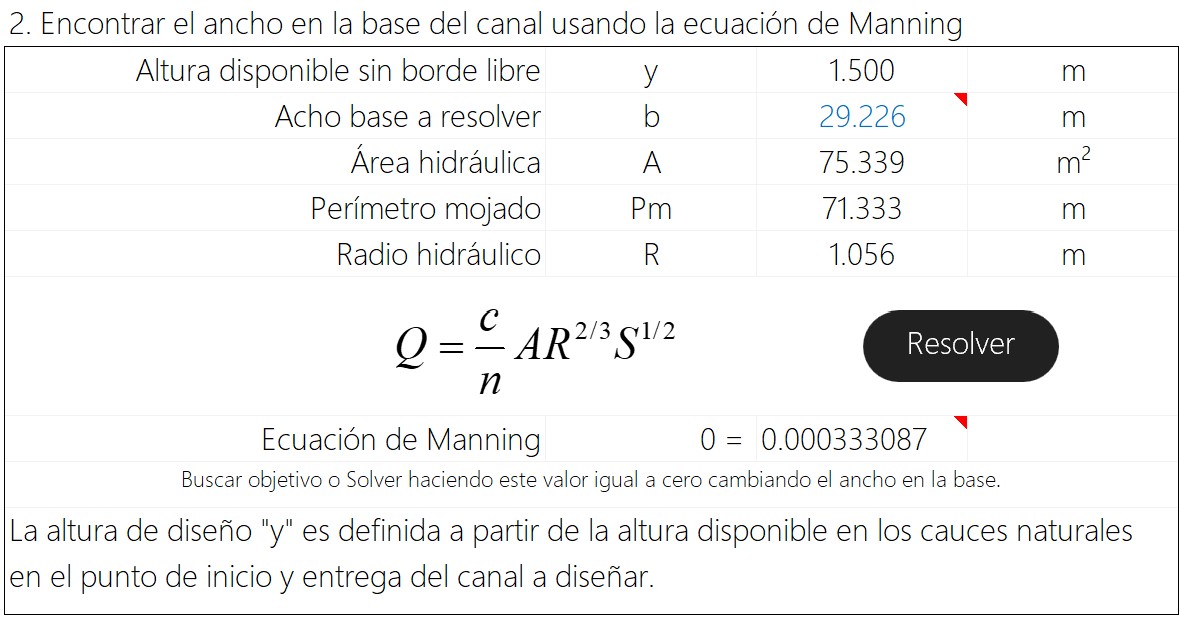 2. Encontrar el ancho en la base del canal usando la ecuación de Manning
Altura disponible sin borde libre y 1.500 m
Acho base a resolver b 29.226 m
Área hidráulica A 75.339 m²
Perímetro mojado Pm 71.333 m
Radio hidráulico R 1.056 m
Q = c/n AR^2/3 S^1/2
Resolver
Ecuación de Manning 0 = 0.000333087
Buscar objetivo o Solver haciendo este valor igual a cero cambiando el ancho en la base.
La altura de diseño "y" es definida a partir de la altura disponible en los cauces naturales
en el punto de inicio y entrega del canal a diseñar.